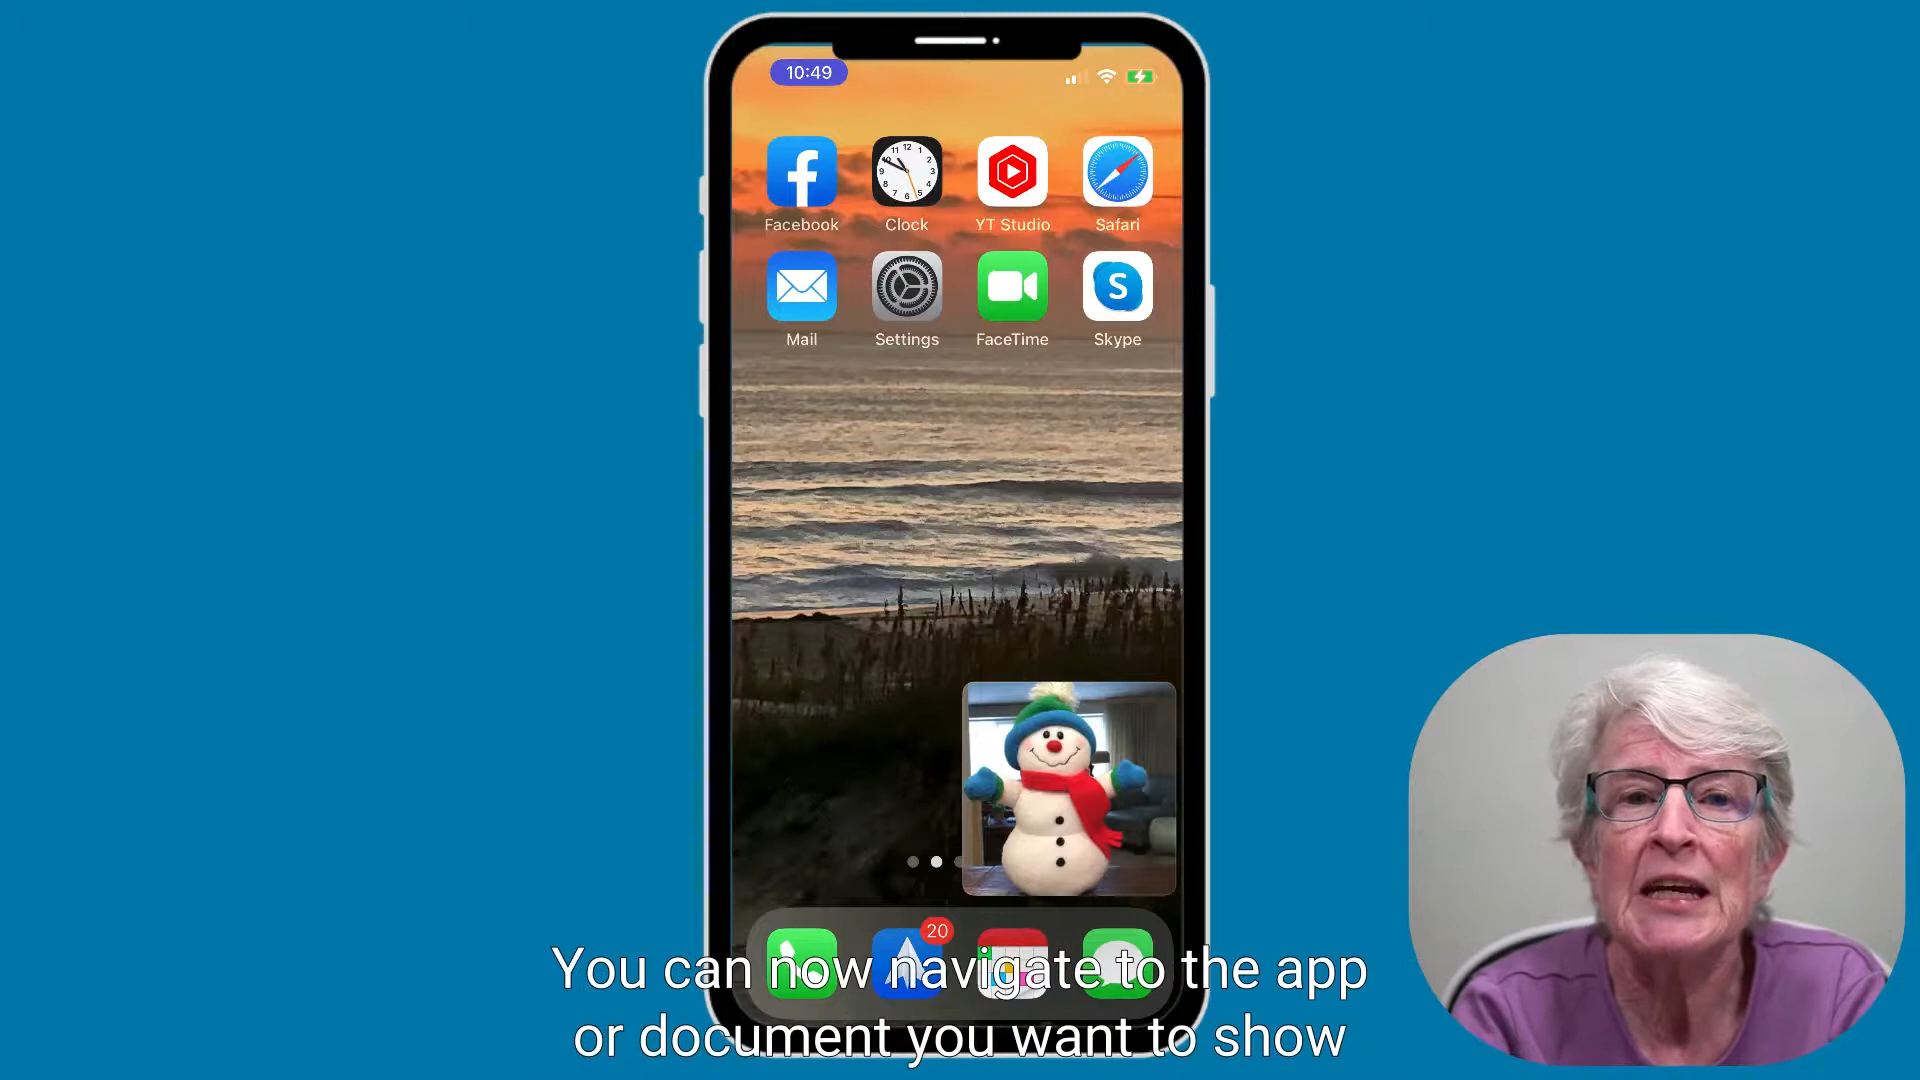 10:49
Facebook
Clock
YT Studio
Safari
Mail
Settings
FaceTime
Skype
20
You can now navigate to the app
or document you want to show